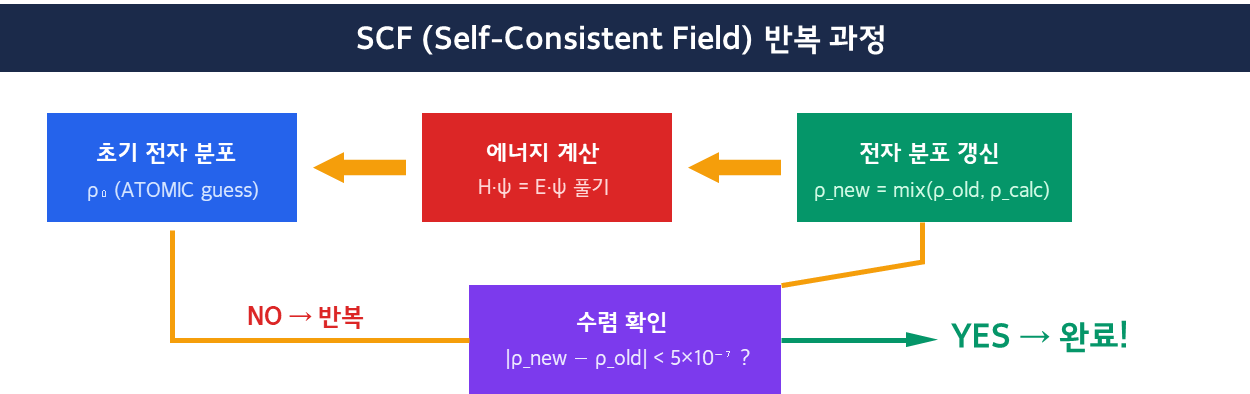 SCF (Self-Consistent Field) 반복 과정
초기 전자 분포
ρ₀ (ATOMIC guess)
에너지 계산
H·ψ = E·ψ 풀기
전자 분포 갱신
ρ_new = mix(ρ_old, ρ_calc)
NO → 반복
수렴 확인
|ρ_new − ρ_old| < 5×10⁻⁷ ?
YES → 완료!